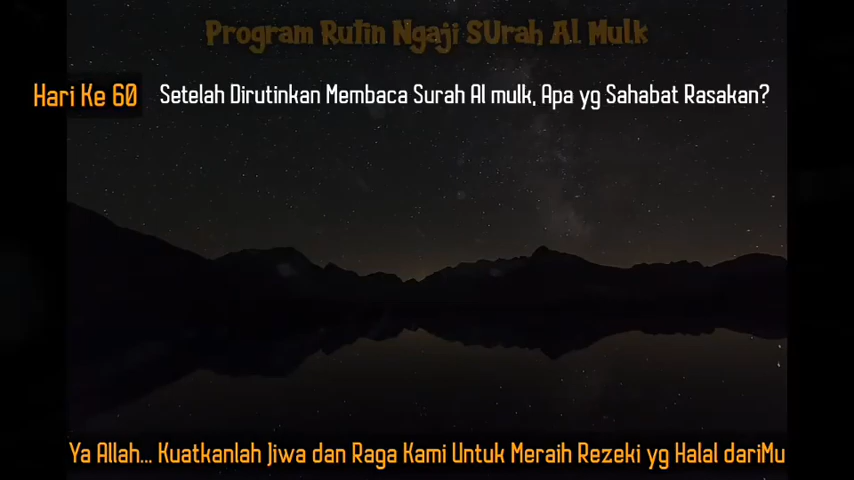 Program Rutin Ngaji SUrah Al Mulk
Hari Ke 60
Setelah Dirutinkan Membaca Surah Al mulk, Apa yg Sahabat Rasakan?
Ya Allah... Kuatkanlah Jiwa dan Raga Kami Untuk Meraih Rezeki yg Halal dariMu